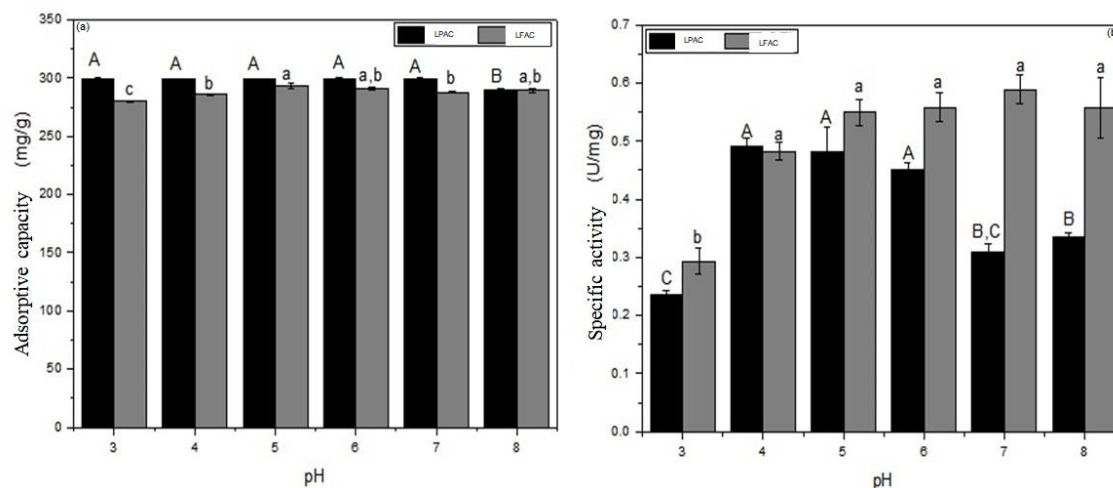 (a)
LPAC
LFAC
350
300
250
200
150
100
50
0
Adsorptive capacity (mg/g)
A
c
A
b
A
a
A
a,b
A
b
B
a,b
3 4 5 6 7 8
pH
LPAC
LFAC
0.7
0.6
0.5
0.4
0.3
0.2
0.1
0.0
Specific activity (U/mg)
C
b
A
a
A
a
A
a
B,C
a
B
a
3 4 5 6 7 8
pH